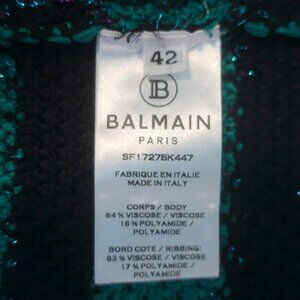 42
B
BALMAIN
PARIS
SF17275K447
FABRIQUE EN ITALIE
MADE IN ITALY
CORPS / BODY
64 % VISCOSE / VISCOSE
16 % POLYAMIDE /
POLYAMIDE
BORD COTE / RIBBING:
63 % VISCOSE / VISCOSE
17 % POLYAMIDE /
POLYAMIDE